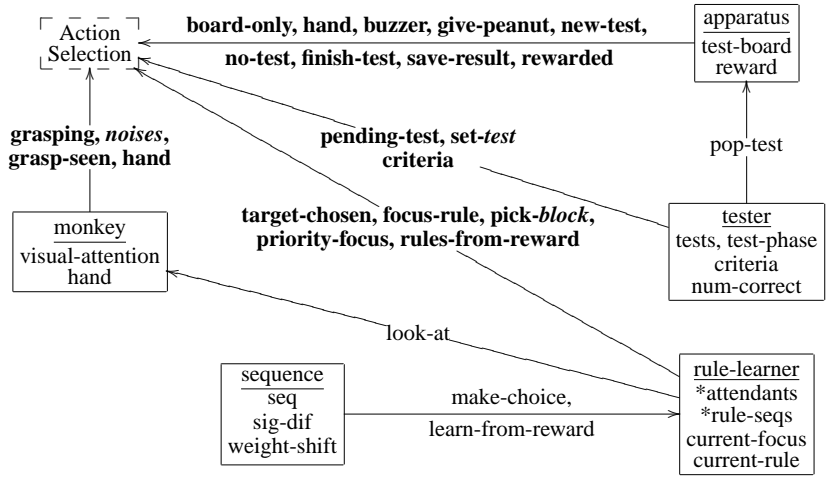 Action
Selection
board-only, hand, buzzer, give-peanut, new-test,
no-test, finish-test, save-result, rewarded
apparatus
test-board
reward
grasping, noises,
grasp-seen, hand
pending-test, set-test
criteria
pop-test
monkey
visual-attention
hand
target-chosen, focus-rule, pick-block,
priority-focus, rules-from-reward
tester
tests, test-phase
criteria
num-correct
look-at
sequence
seq
sig-dif
weight-shift
make-choice,
learn-from-reward
rule-learner
*attendants
*rule-seqs
current-focus
current-rule